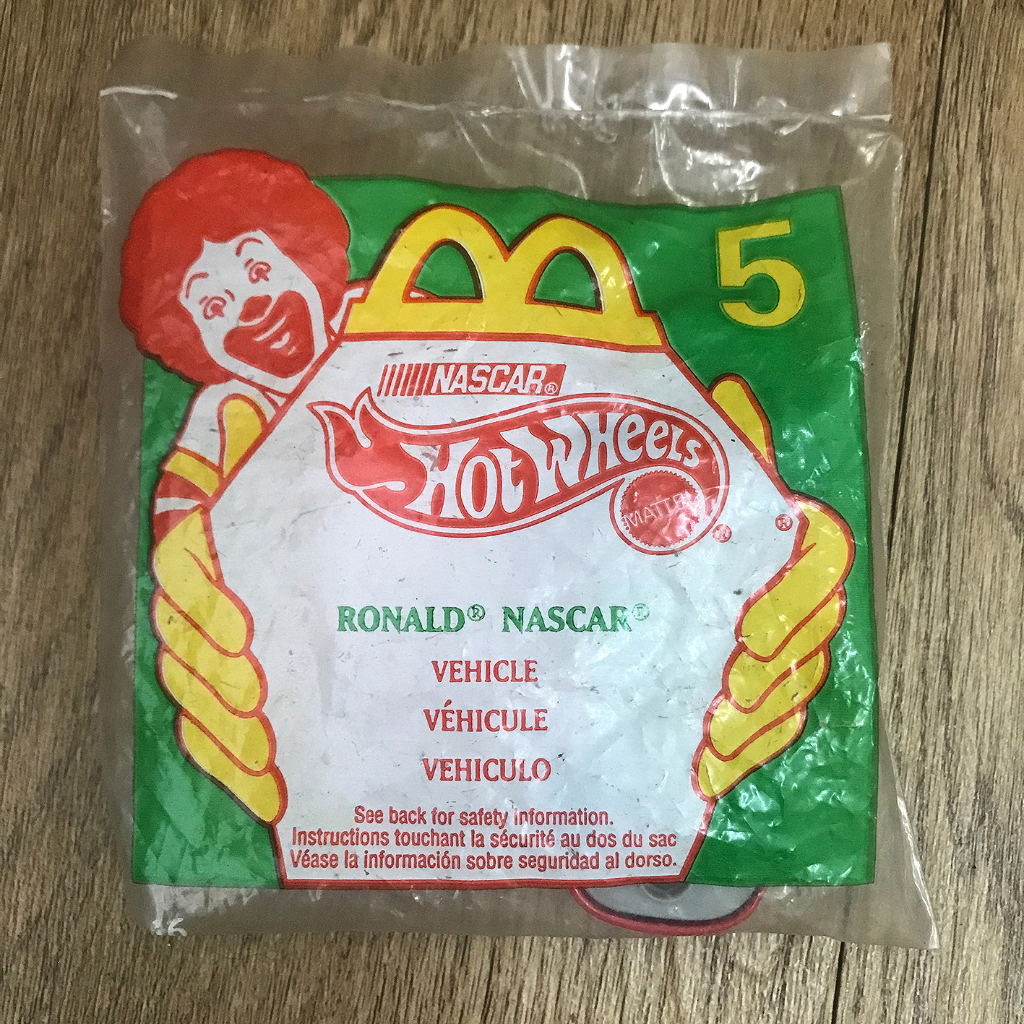 5
NASCAR®
HOT WHEELS
MATTEL
®
®
RONALD® NASCAR®
VEHICLE
VÉHICULE
VEHICULO
See back for safety information.
Instructions touchant la sécurité au dos du sac
Véase la información sobre seguridad al dorso.